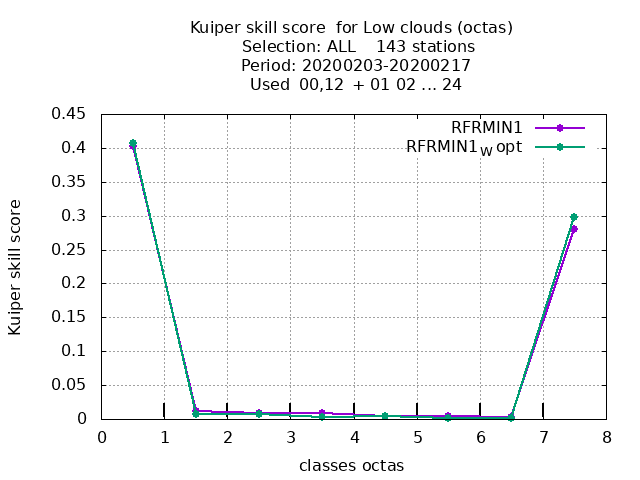 Kuiper skill score  for Low clouds (octas)
Selection: ALL    143 stations
Period: 20200203-20200217
Used  00,12  + 01 02 ... 24
RFRMIN1
RFRMIN1W opt
Kuiper skill score
0.45
0.4
0.35
0.3
0.25
0.2
0.15
0.1
0.05
0
0 1 2 3 4 5 6 7 8
classes octas